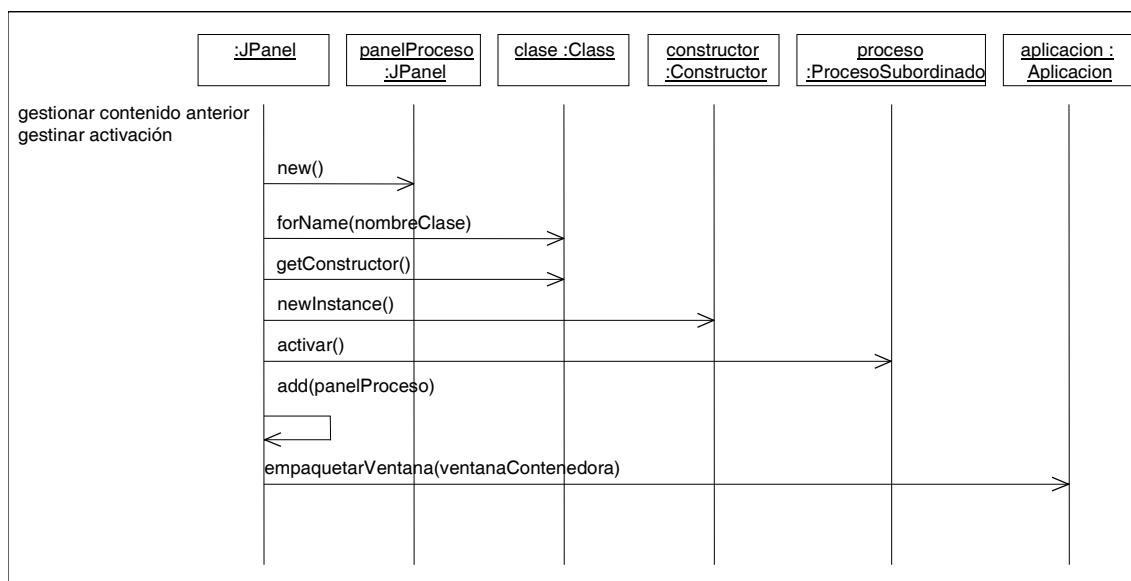 :JPanel
panelProceso
:JPanel
clase :Class
constructor
:Constructor
proceso
:ProcesoSubordinado
aplicacion :
Aplicacion
gestionar contenido anterior
gestinar activación
new()
forName(nombreClase)
getConstructor()
newInstance()
activar()
add(panelProceso)
empaquetarVentana(ventanaContenedora)